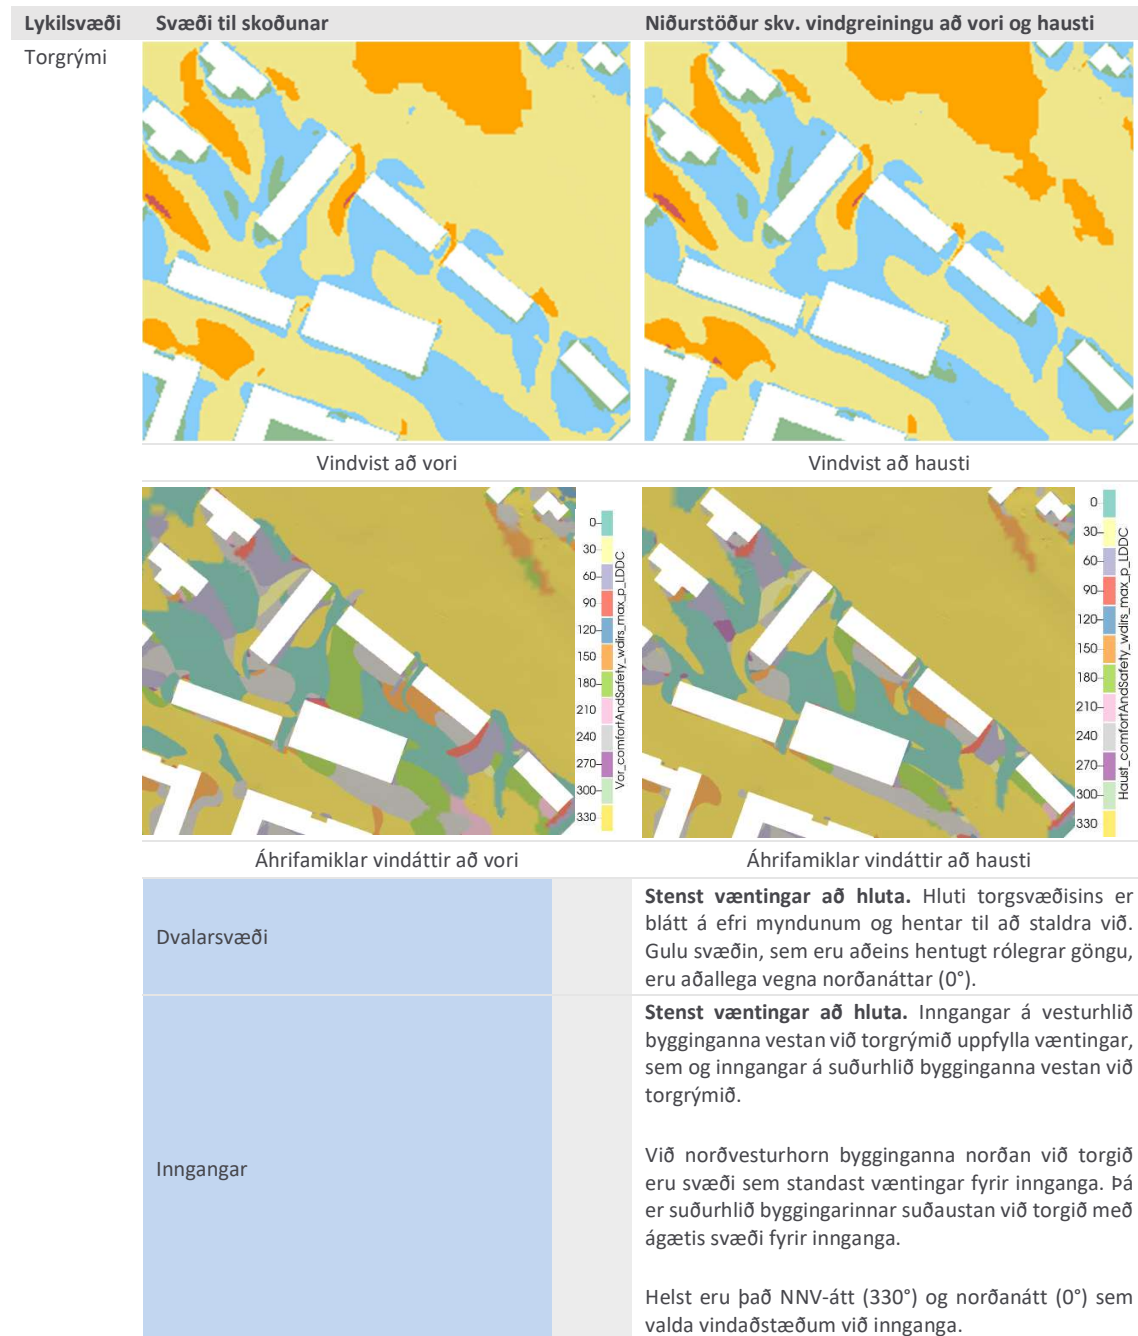 Lykilsvæði Svæði til skoðunar Niðurstöður skv. vindgreiningu að vori og hausti
Torgrými
Vindvist að vori Vindvist að hausti
0
30
60
90
120
150
180
210
240
270
300
330
Vor_comfortAndSafety_wdirs_max_p_LDDC
0
30
60
90
120
150
180
210
240
270
300
330
Haust_comfortAndSafety_wdirs_max_p_LDDC
Áhrifamiklar vindáttir að vori Áhrifamiklar vindáttir að hausti
Dvalarsvæði
Stenst væntingar að hluta. Hluti torgsvæðisins er
blátt á efri myndunum og hentar til að staldra við.
Gulu svæðin, sem eru aðeins hentugt rólegrar göngu,
eru aðallega vegna norðanáttar (0°).
Inngangar
Stenst væntingar að hluta. Inngangar á vesturhlið
bygginganna vestan við torgrýmið uppfylla væntingar,
sem og inngangar á suðurhlið bygginganna vestan við
torgrýmið.
Við norðvesturhorn bygginganna norðan við torgið
eru svæði sem standast væntingar fyrir innganga. Þá
er suðurhlið byggingarinnar suðaustan við torgið með
ágætis svæði fyrir innganga.
Helst eru það NNV-átt (330°) og norðanátt (0°) sem
valda vindaðstæðum við innganga.